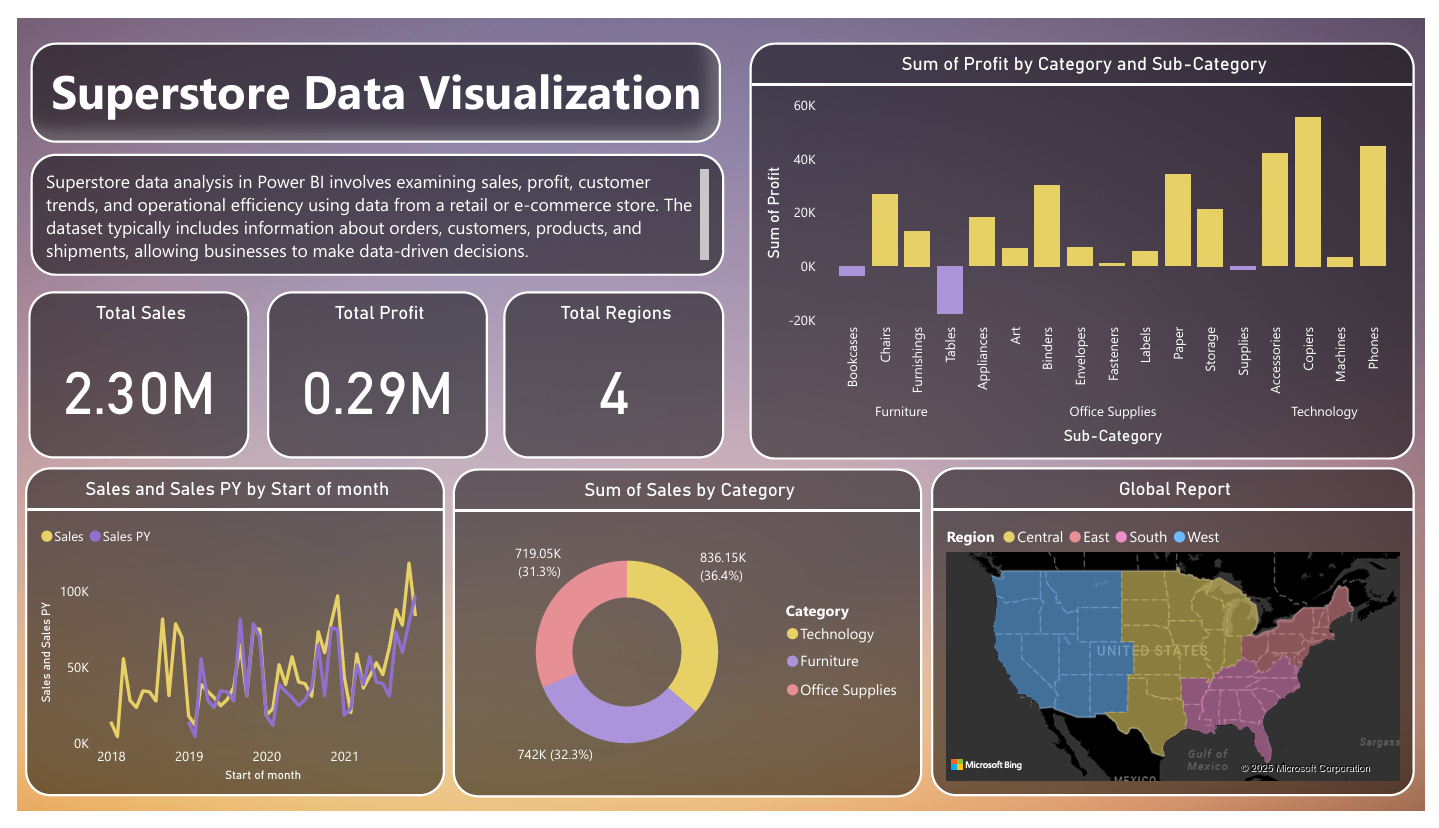 Superstore Data Visualization
Superstore data analysis in Power BI involves examining sales, profit, customer
trends, and operational efficiency using data from a retail or e-commerce store. The
dataset typically includes information about orders, customers, products, and
shipments, allowing businesses to make data-driven decisions.
Total Sales
2.30M
Total Profit
0.29M
Total Regions
4
Sum of Profit by Category and Sub-Category
Sum of Profit
60K
40K
20K
0K
-20K
Bookcases
Chairs
Furnishings
Tables
Appliances
Art
Binders
Envelopes
Fasteners
Labels
Paper
Storage
Supplies
Accessories
Copiers
Machines
Phones
Furniture
Office Supplies
Technology
Sub-Category
Sales and Sales PY by Start of month
Sales
Sales PY
Sales and Sales PY
100K
50K
0K
2018
2019
2020
2021
Start of month
Sum of Sales by Category
719.05K
(31.3%)
836.15K
(36.4%)
742K (32.3%)
Category
Technology
Furniture
Office Supplies
Global Report
Region
Central
East
South
West
UNITED STATES
Gulf of
Mexico
Sargass
MEXICO
Microsoft Bing
© 2025 Microsoft Corporation